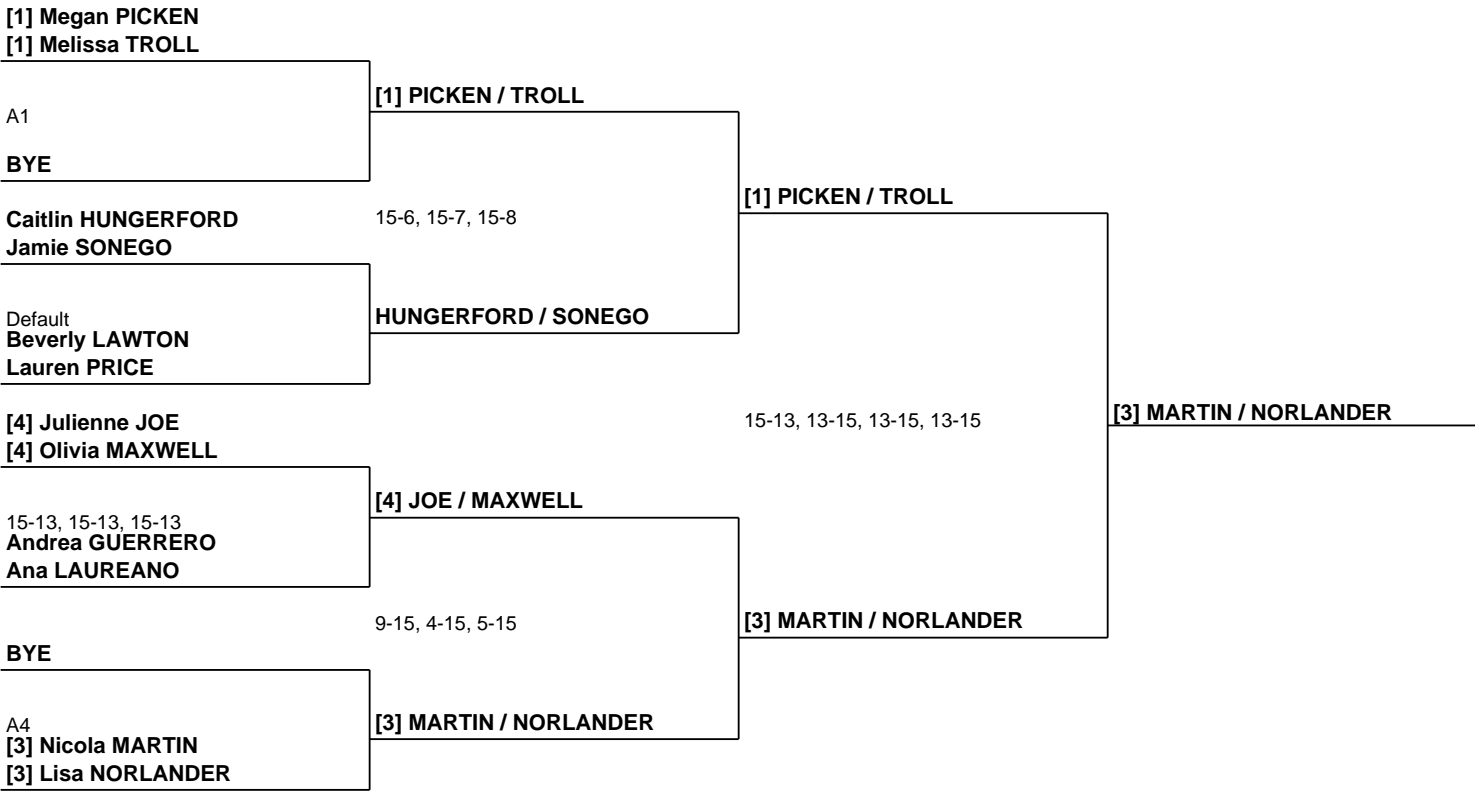 [1] Megan PICKEN
[1] Melissa TROLL
[1] PICKEN / TROLL
A1
BYE
[1] PICKEN / TROLL
Caitlin HUNGERFORD
15-6, 15-7, 15-8
Jamie SONEGO
Default
HUNGERFORD / SONEGO
Beverly LAWTON
Lauren PRICE
[4] Julienne JOE
15-13, 13-15, 13-15, 13-15
[3] MARTIN / NORLANDER
[4] Olivia MAXWELL
[4] JOE / MAXWELL
15-13, 15-13, 15-13
Andrea GUERRERO
Ana LAUREANO
9-15, 4-15, 5-15
[3] MARTIN / NORLANDER
BYE
A4
[3] MARTIN / NORLANDER
[3] Nicola MARTIN
[3] Lisa NORLANDER